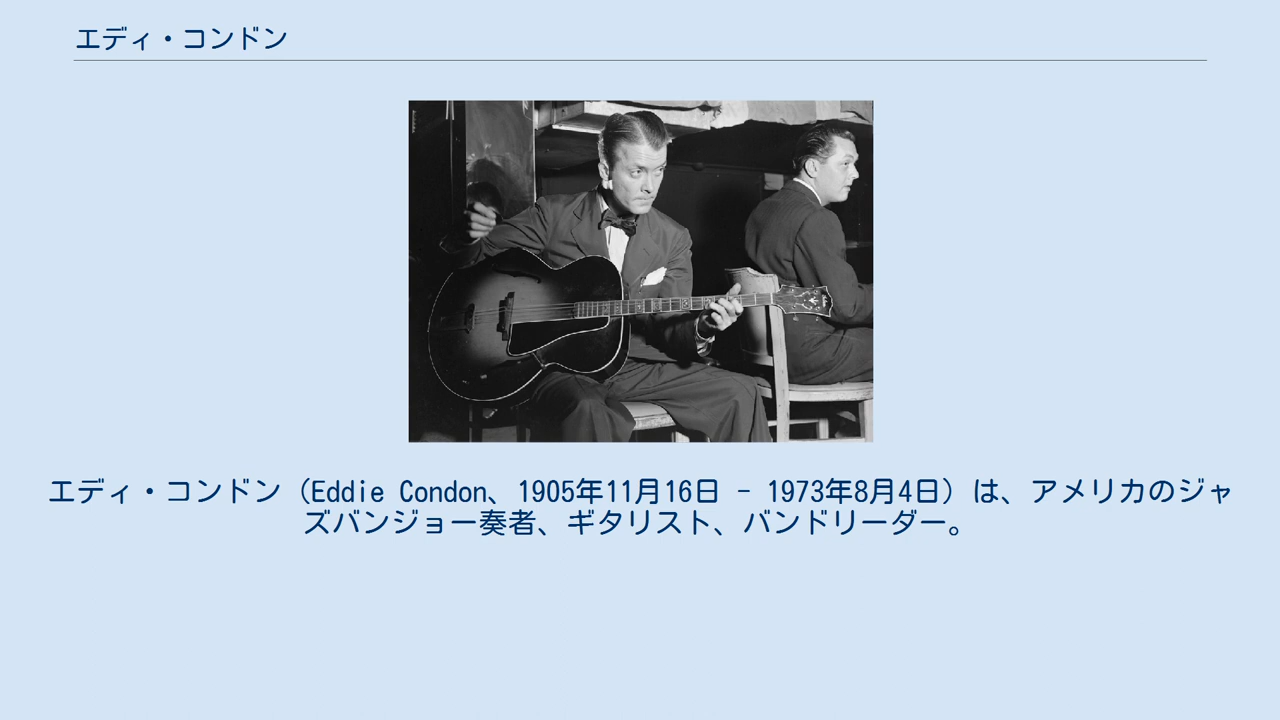 エディ・コンドン
エディ・コンドン（Eddie Condon、1905年11月16日 - 1973年8月4日）は、アメリカのジャ
ズバンジョー奏者、ギタリスト、バンドリーダー。